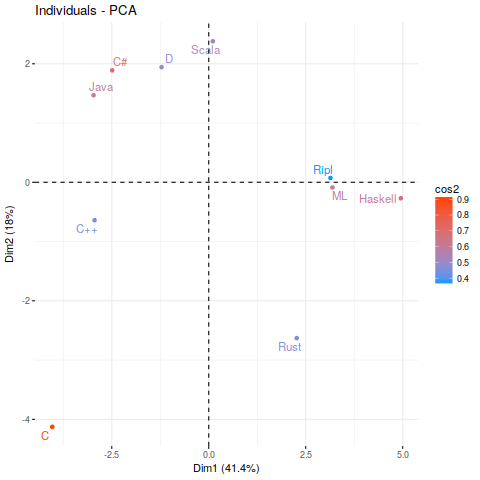 Individuals - PCA
Scala
D
C#
Java
Ripl
ML
Haskell
C++
Rust
C
2
0
-2
-4
-2.5
0.0
2.5
5.0
Dim1 (41.4%)
Dim2 (18%)
cos2
0.9
0.8
0.7
0.6
0.5
0.4